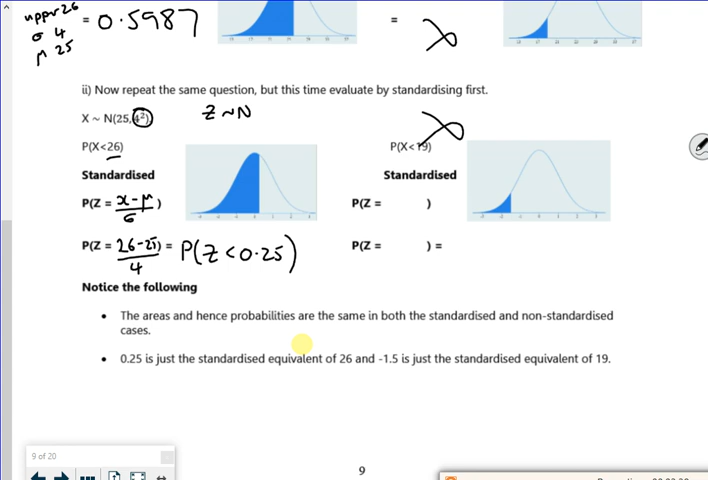 upper 26
σ 4
μ 25
= 0.5987
=
ii) Now repeat the same question, but this time evaluate by standardising first.
X ~ N(25,4²)
Z ~ N
P(X<26)
P(X<19)
Standardised
Standardised
P(Z = x-μ/σ )
P(Z = )
P(Z = 26-25/4) = P(Z < 0.25)
P(Z = ) =
Notice the following
• The areas and hence probabilities are the same in both the standardised and non-standardised
cases.
• 0.25 is just the standardised equivalent of 26 and -1.5 is just the standardised equivalent of 19.
9 of 20
9